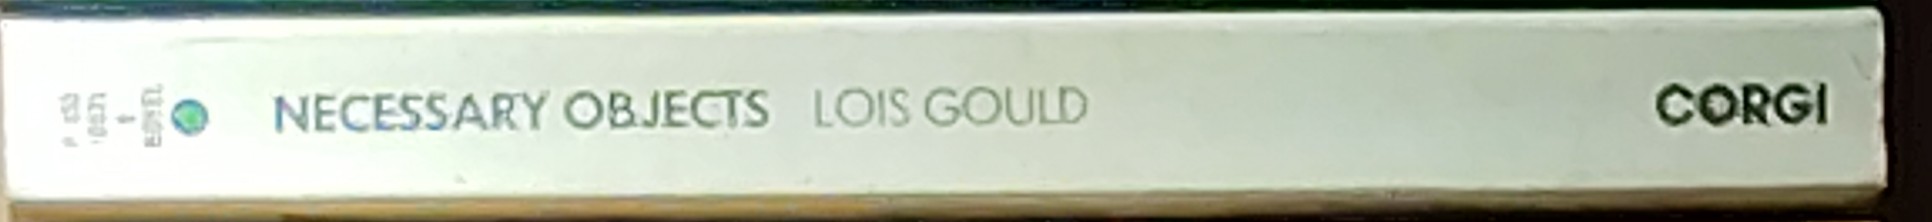 NECESSARY OBJECTS LOIS GOULD
CORGI